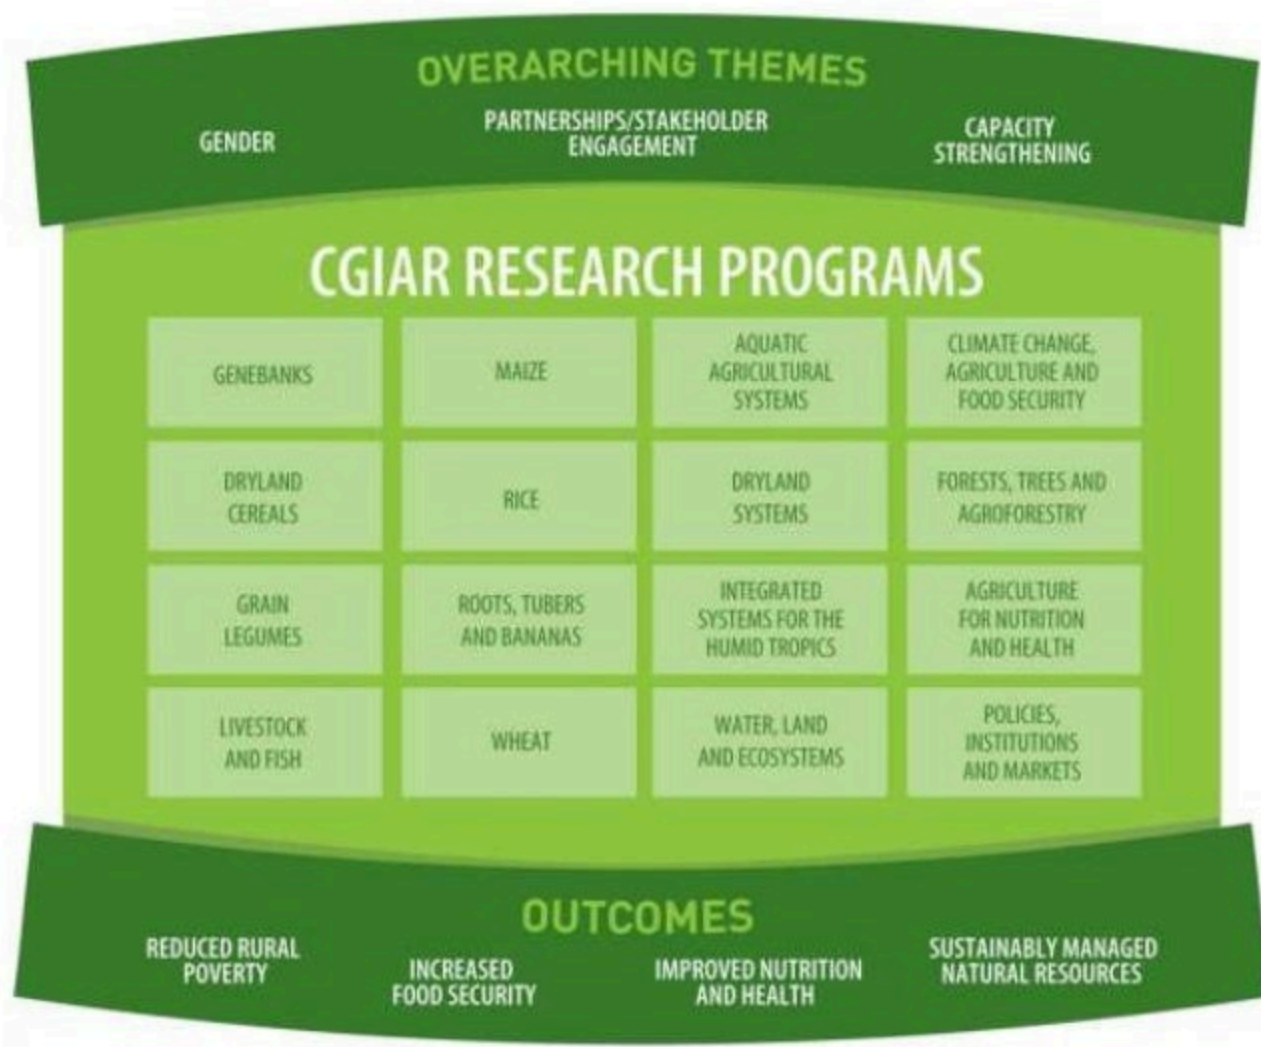 OVERARCHING THEMES
GENDER
PARTNERSHIPS/STAKEHOLDER
ENGAGEMENT
CAPACITY
STRENGTHENING
CGIAR RESEARCH PROGRAMS
GENEBANKS
MAIZE
AQUATIC
AGRICULTURAL
SYSTEMS
CLIMATE CHANGE,
AGRICULTURE AND
FOOD SECURITY
DRYLAND
CEREALS
RICE
DRYLAND
SYSTEMS
FORESTS, TREES AND
AGROFORESTRY
GRAIN
LEGUMES
ROOTS, TUBERS
AND BANANAS
INTEGRATED
SYSTEMS FOR THE
HUMID TROPICS
AGRICULTURE
FOR NUTRITION
AND HEALTH
LIVESTOCK
AND FISH
WHEAT
WATER, LAND
AND ECOSYSTEMS
POLICIES,
INSTITUTIONS
AND MARKETS
OUTCOMES
REDUCED RURAL
POVERTY
INCREASED
FOOD SECURITY
IMPROVED NUTRITION
AND HEALTH
SUSTAINABLY MANAGED
NATURAL RESOURCES